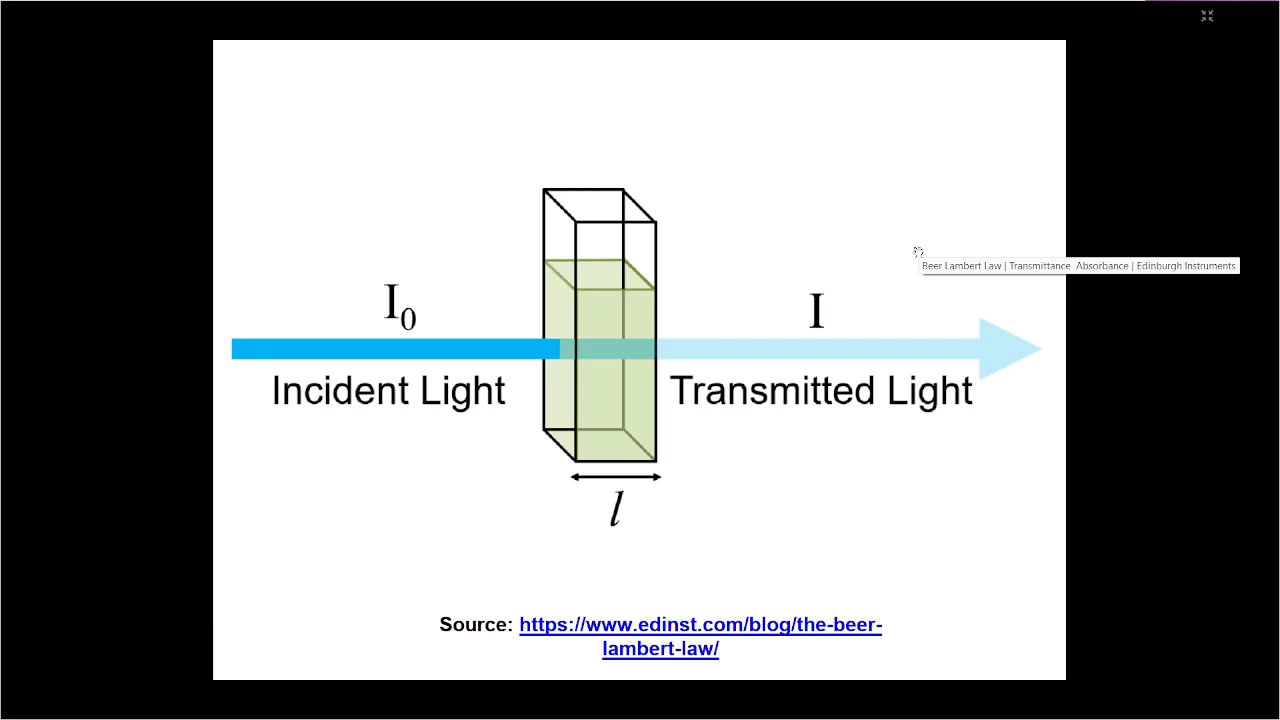 Beer Lambert Law | Transmittance Absorbance | Edinburgh Instruments
I0
I
Incident Light
Transmitted Light
l
Source: https://www.edinst.com/blog/the-beer-
lambert-law/